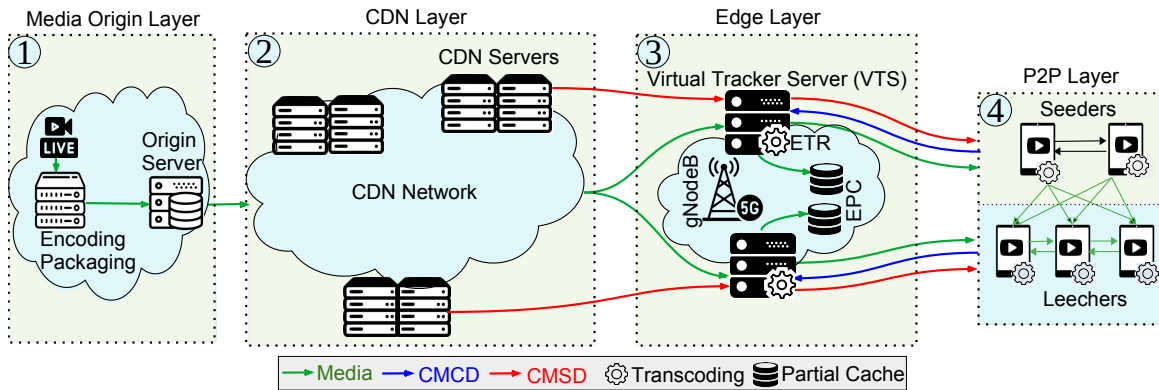 Media Origin Layer
CDN Layer
Edge Layer
P2P Layer
1
LIVE
Origin
Server
Encoding
Packaging
2
CDN Servers
CDN Network
3
Virtual Tracker Server (VTS)
ETR
gNodeB
5G
EPC
4
Seeders
Leechers
Media
CMCD
CMSD
Transcoding
Partial Cache